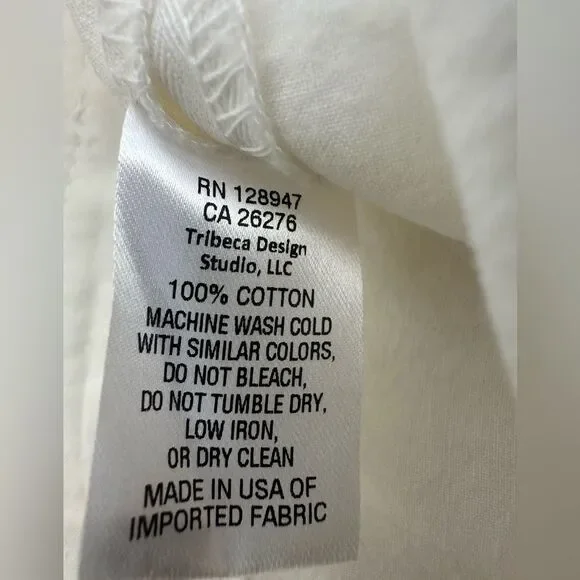 RN 128947
CA 26276
Tribeca Design
Studio, LLC
100% COTTON
MACHINE WASH COLD
WITH SIMILAR COLORS,
DO NOT BLEACH,
DO NOT TUMBLE DRY,
LOW IRON,
OR DRY CLEAN
MADE IN USA OF
IMPORTED FABRIC